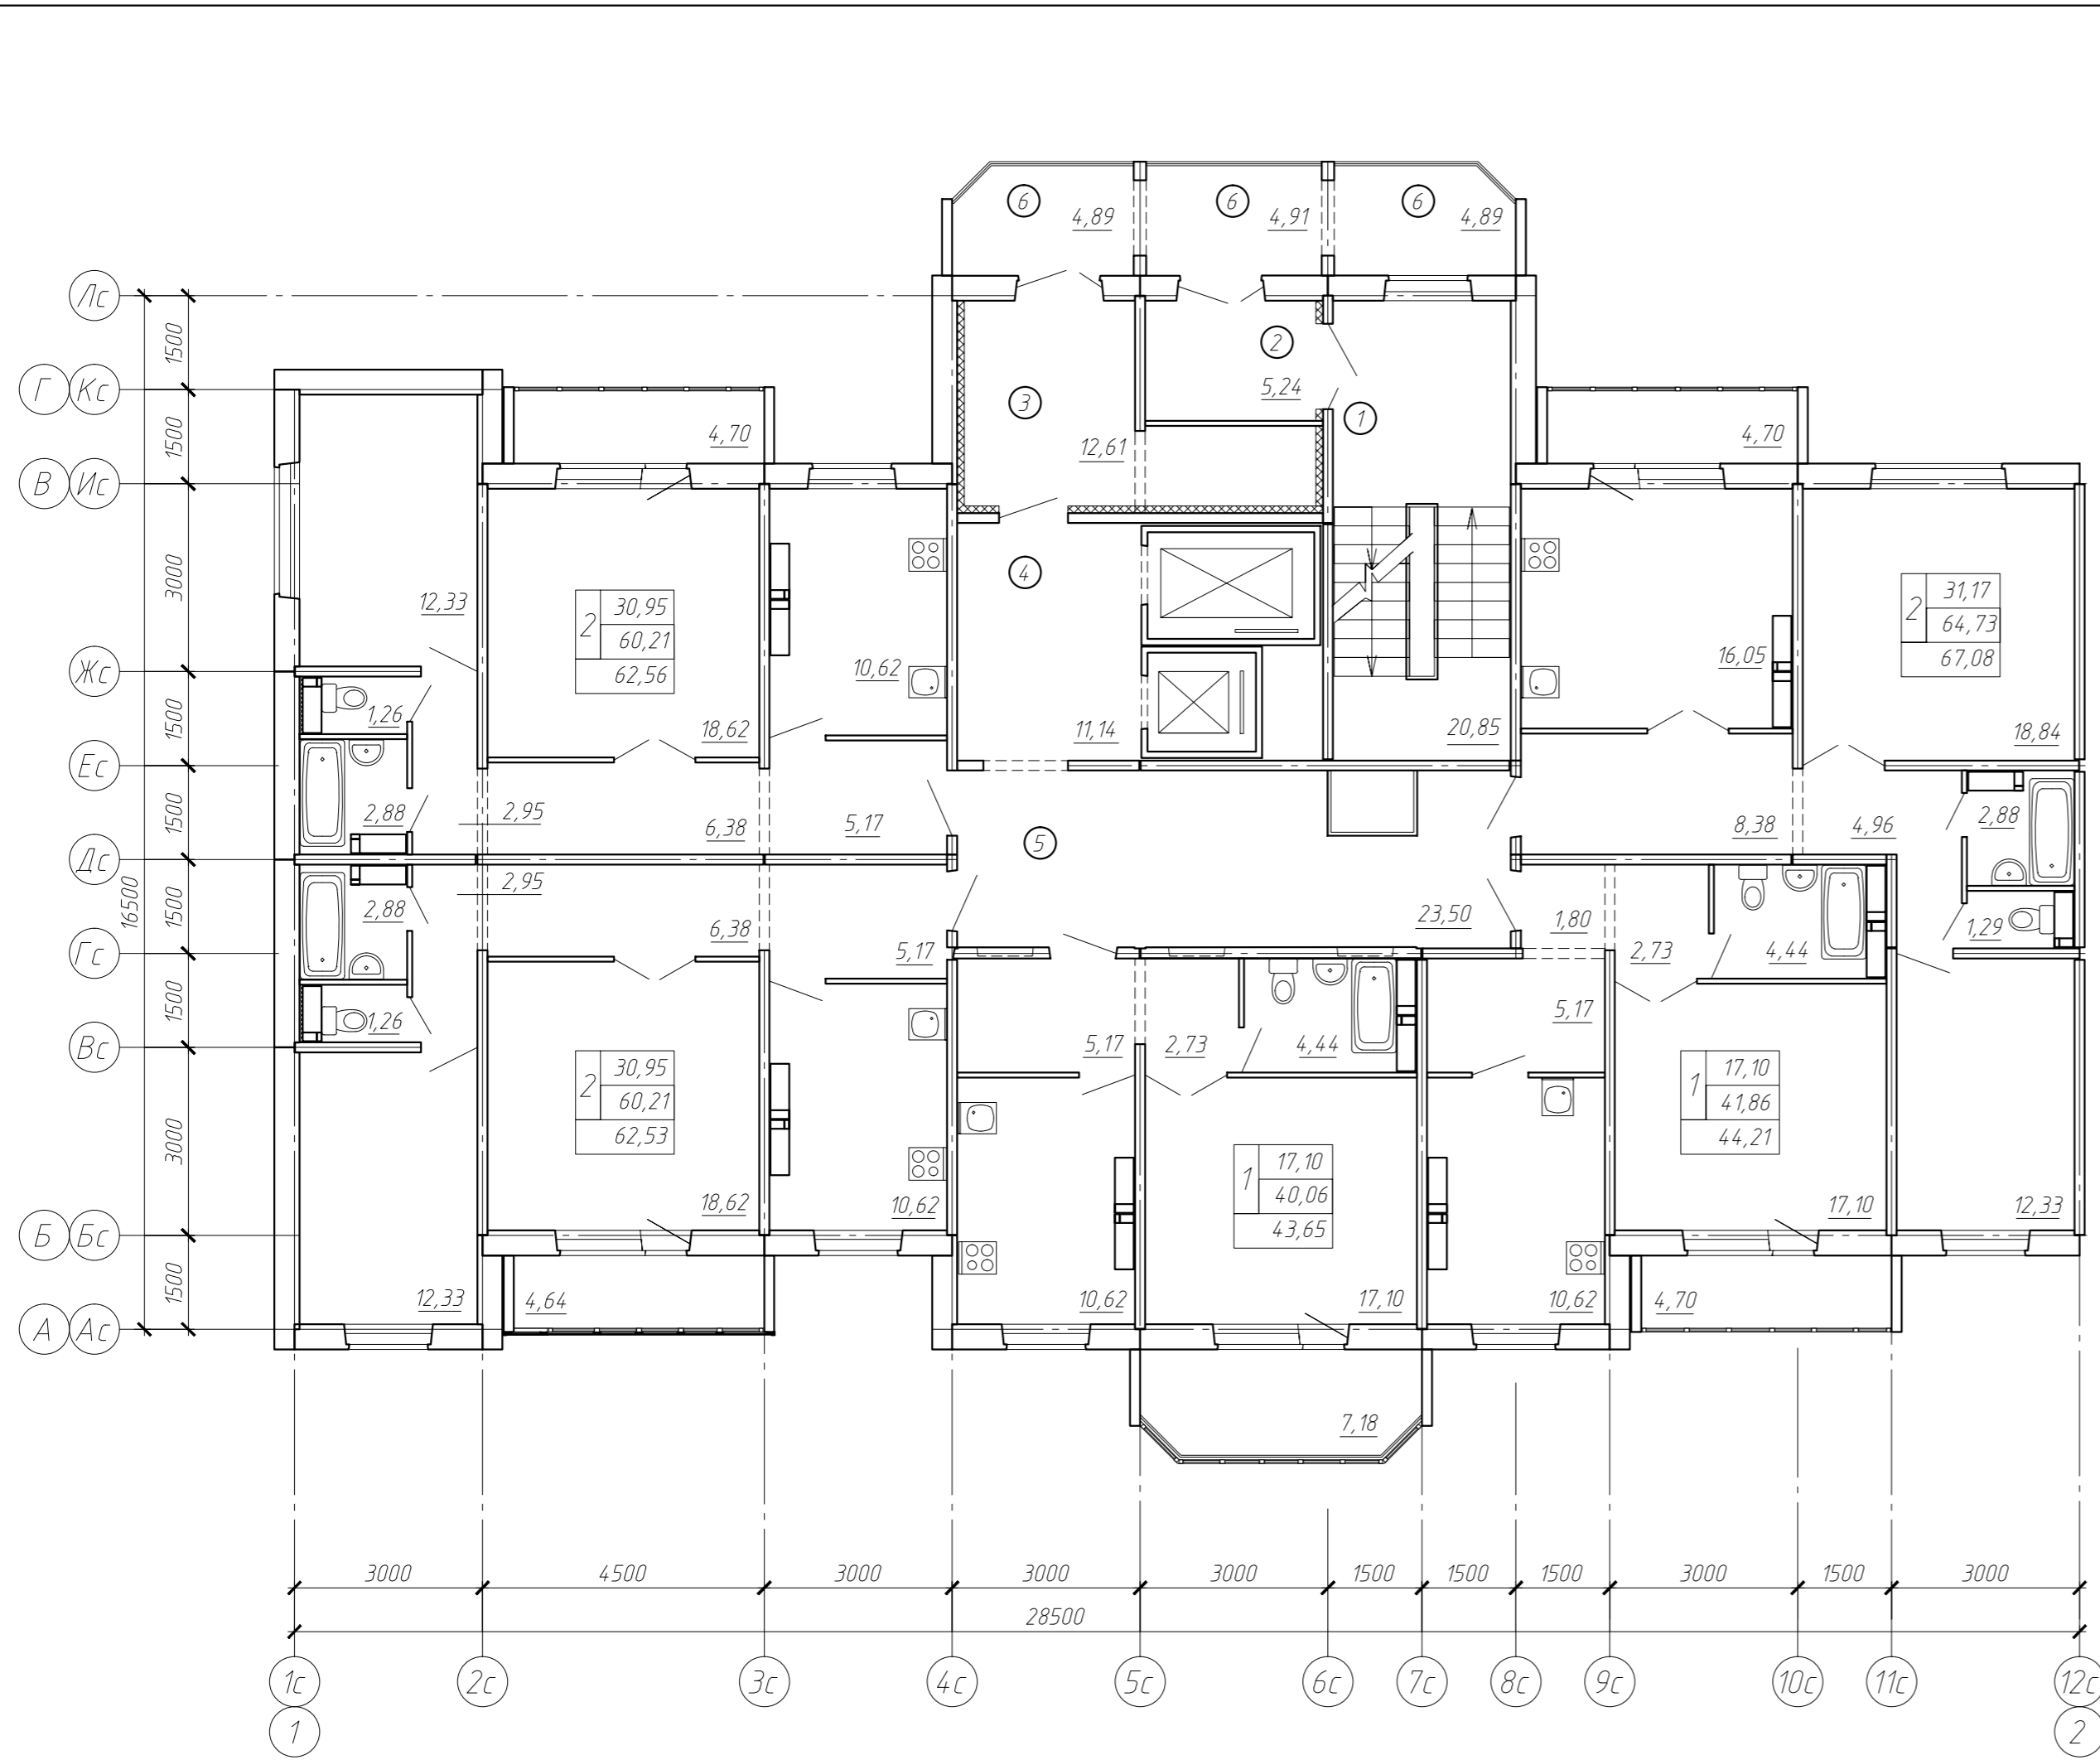 6 6 6
4,89 4,91 4,89
Лс
1500
2
Г Кс
5,24
3
1
1500
4,70 12,61 4,70
В Ис
3000
4
12,33
2 30,95
60,21
62,56
2 31,17
64,73
67,08
10,62 16,05
Жс
1,26
1500
18,62 11,14 20,85 18,84
Ес
1500
2,88 2,95 6,38 5,17
5
8,38 4,96 2,88
Дс
2,95
16500
1500
2,88
6,38 5,17
23,50 1,80
2,73 4,44
1,29
Гс
1500
1,26
5,17 2,73 4,44
5,17
Вс
3000
2 30,95
60,21
62,53
1 17,10
41,86
44,21
1 17,10
40,06
43,65
18,62 10,62
17,10 12,33
Б Бс
1500
12,33 4,64
10,62 17,10 10,62 4,70
А Ас
7,18
3000 4500 3000 3000 3000 1500 1500 1500 3000 1500 3000
28500
1с 2с 3с 4с 5с 6с 7с 8с 9с 10с 11с 12с
1 2